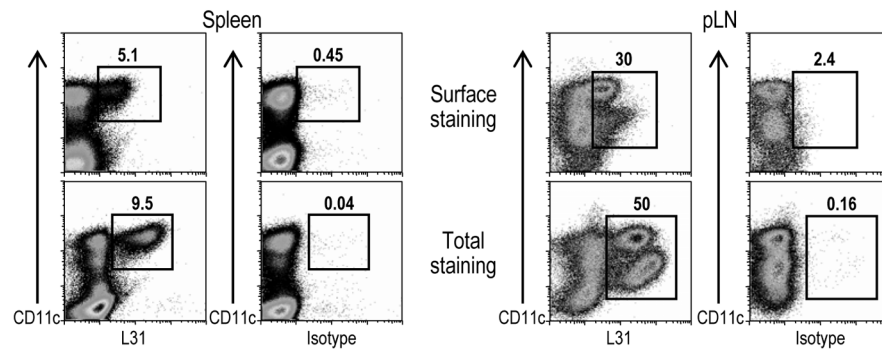 Spleen
pLN
5.1
0.45
Surface
staining
30
2.4
9.5
0.04
Total
staining
50
0.16
CD11c
CD11c
CD11c
CD11c
L31
Isotype
L31
Isotype